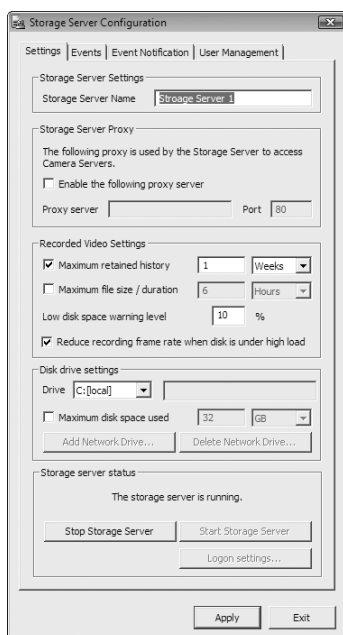 Storage Server Configuration
Settings Events Event Notification User Management
Storage Server Settings
Storage Server Name Stroage Server 1
Storage Server Proxy
The following proxy is used by the Storage Server to access
Camera Servers.
Enable the following proxy server
Proxy server Port 80
Recorded Video Settings
Maximum retained history 1 Weeks
Maximum file size / duration 6 Hours
Low disk space warning level 10 %
Reduce recording frame rate when disk is under high load
Disk drive settings
Drive C:[local]
Maximum disk space used 32 GB
Add Network Drive... Delete Network Drive...
Storage server status
The storage server is running.
Stop Storage Server Start Storage Server
Logon settings...
Apply Exit